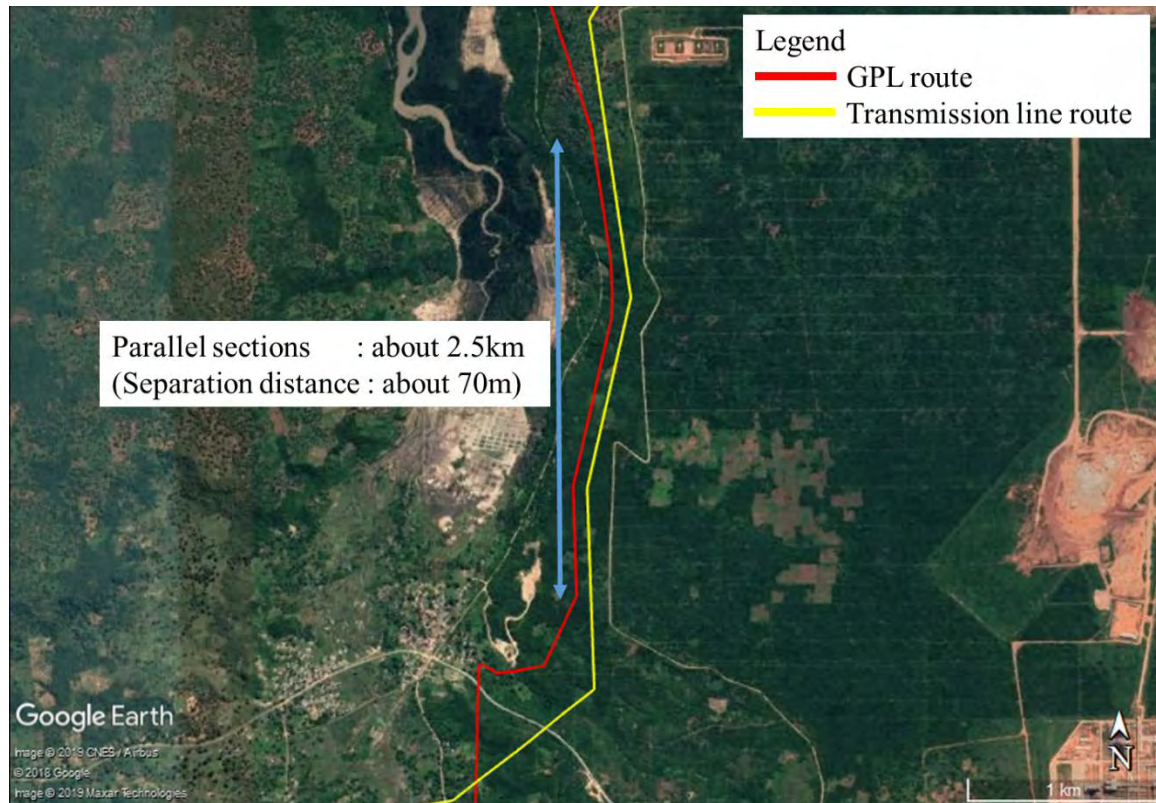 Legend
GPL route
Transmission line route
Parallel sections : about 2.5km
(Separation distance : about 70m)
Google Earth
Image © 2019 CNES / Airbus
© 2018 Google
Image © 2019 Maxar Technologies
N
1 km